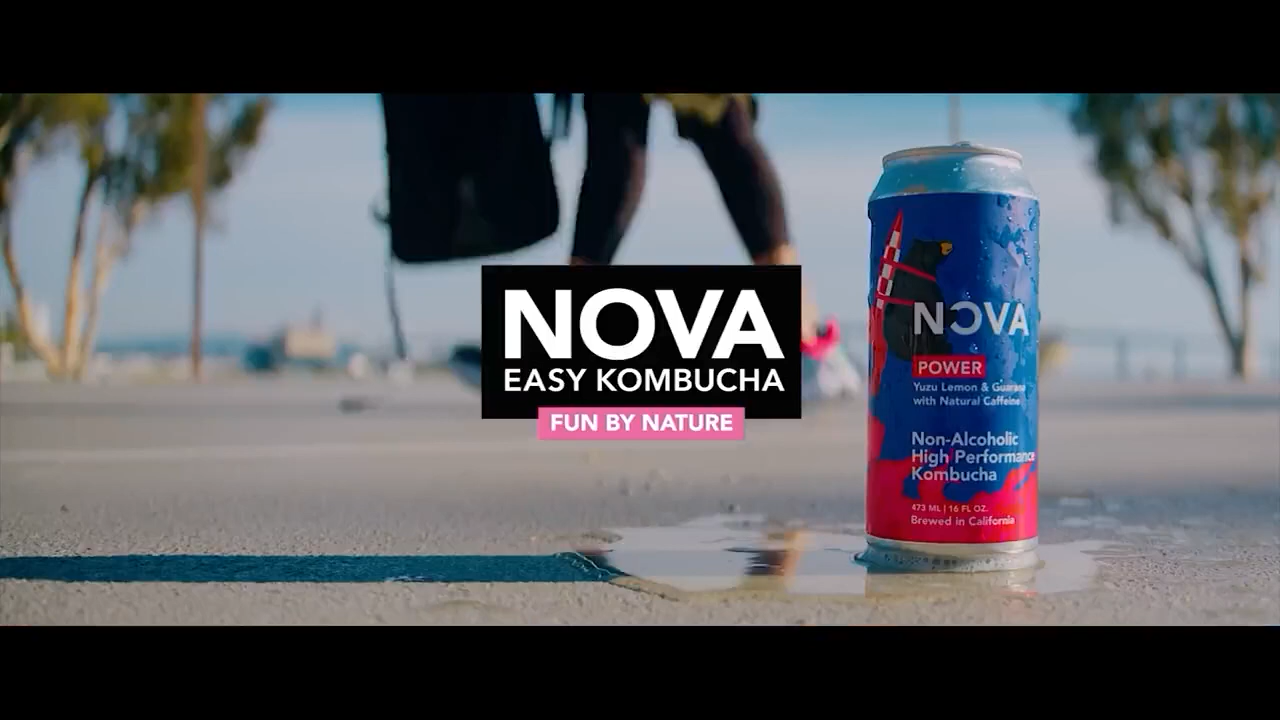 NOVA
EASY KOMBUCHA
FUN BY NATURE
NOVA
POWER
Yuzu Lemon & Guarana
with Natural Caffeine
Non-Alcoholic
High Performance
Kombucha
473 ML | 16 FL OZ.
Brewed in California